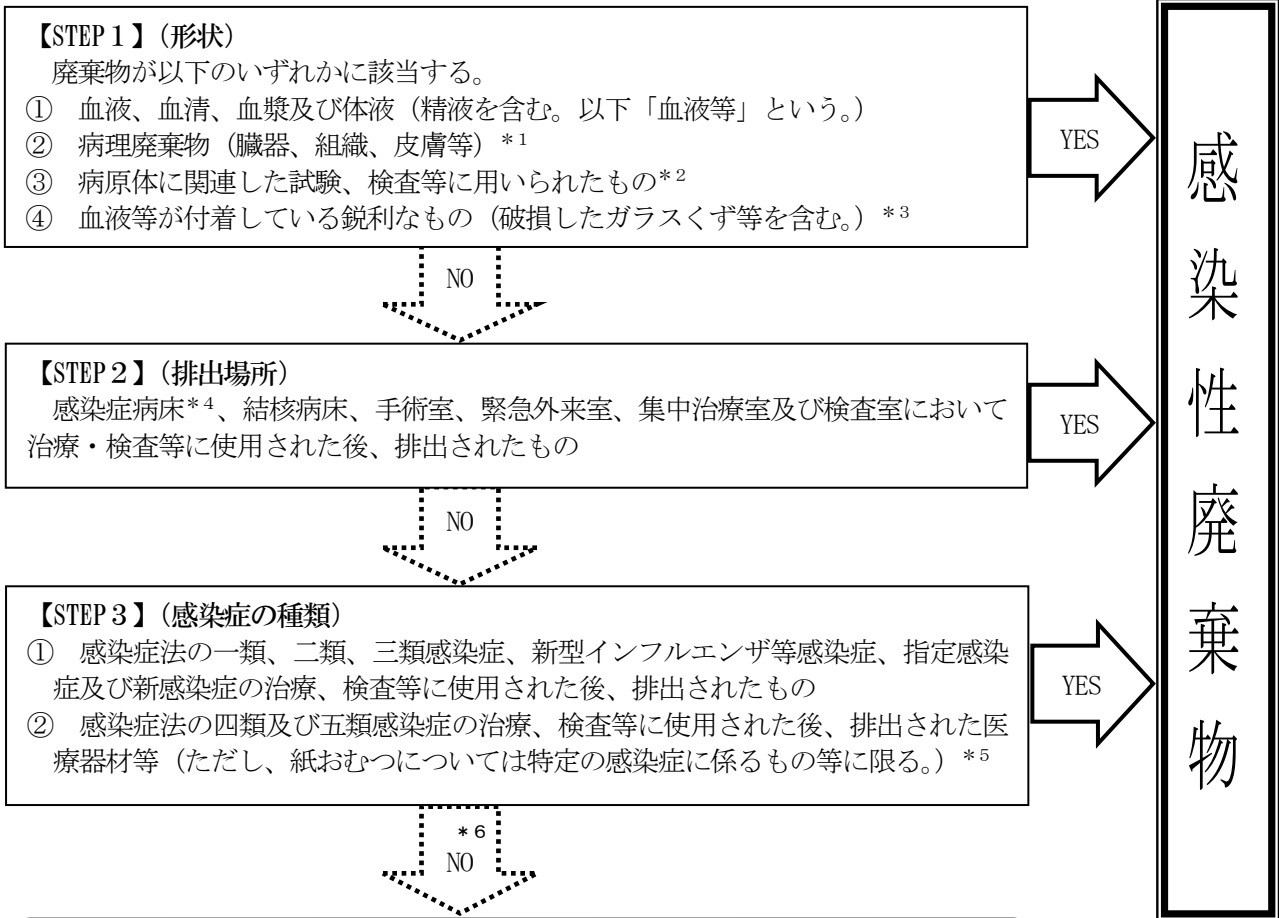 【STEP１】（形状）
廃棄物が以下のいずれかに該当する。
① 血液、血清、血漿及び体液（精液を含む。以下「血液等」という。）
② 病理廃棄物（臓器、組織、皮膚等）*1
③ 病原体に関連した試験、検査等に用いられたもの*2
④ 血液等が付着している鋭利なもの（破損したガラスくず等を含む。）*3
YES
NO
【STEP２】（排出場所）
感染症病床*4、結核病床、手術室、緊急外来室、集中治療室及び検査室において
治療・検査等に使用された後、排出されたもの
YES
NO
【STEP３】（感染症の種類）
① 感染症法の一類、二類、三類感染症、新型インフルエンザ等感染症、指定感染
症及び新感染症の治療、検査等に使用された後、排出されたもの
② 感染症法の四類及び五類感染症の治療、検査等に使用された後、排出された医
療器材等（ただし、紙おむつについては特定の感染症に係るもの等に限る。）*5
YES
*6
NO
感染性廃棄物